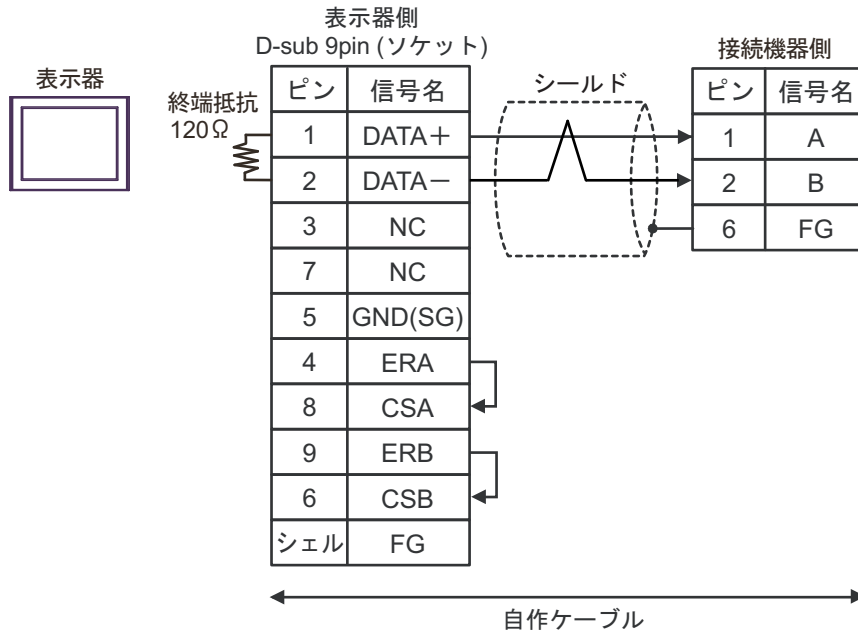 表示器側
D-sub 9pin (ソケット)
接続機器側
表示器
終端抵抗
120Ω
シールド
ピン 信号名
1 DATA＋
2 DATA－
3 NC
7 NC
5 GND(SG)
4 ERA
8 CSA
9 ERB
6 CSB
シェル FG
ピン 信号名
1 A
2 B
6 FG
自作ケーブル